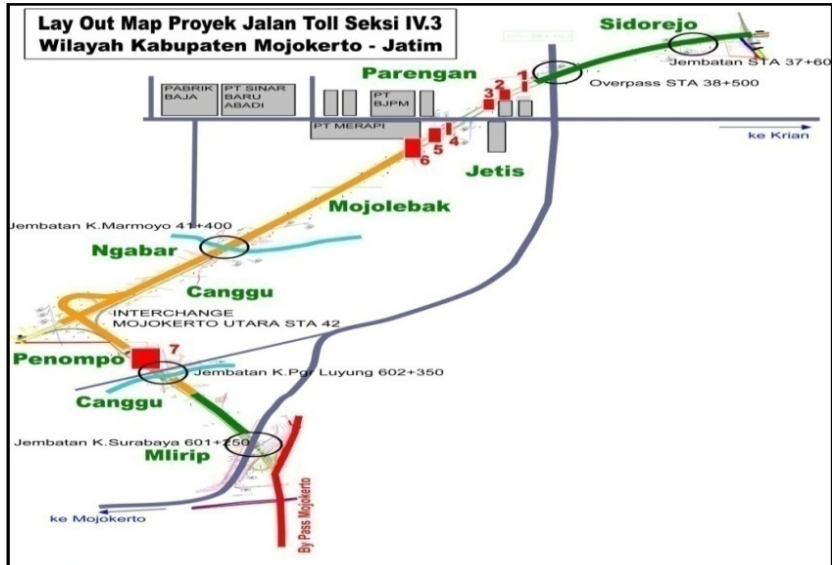 Lay Out Map Proyek Jalan Toll Seksi IV.3
Wilayah Kabupaten Mojokerto - Jatim
Sidorejo
Jembatan STA 37+60
Parengan
Overpass STA 38+500
PABRIK
BAJA
PT SINAR
BARU
ABADI
PT
BJPM
3
2
1
PT MERAPI
6
5
4
ke Krian
Jetis
Mojolebak
Jembatan K.Marmoyo 41+400
Ngabar
Canggu
INTERCHANGE
MOJOKERTO UTARA STA 42
Penompo
7
Jembatan K.Pgr Luyung 602+350
Canggu
Jembatan K.Surabaya 601+250
Mlirip
By Pass Mojokerto
ke Mojokerto